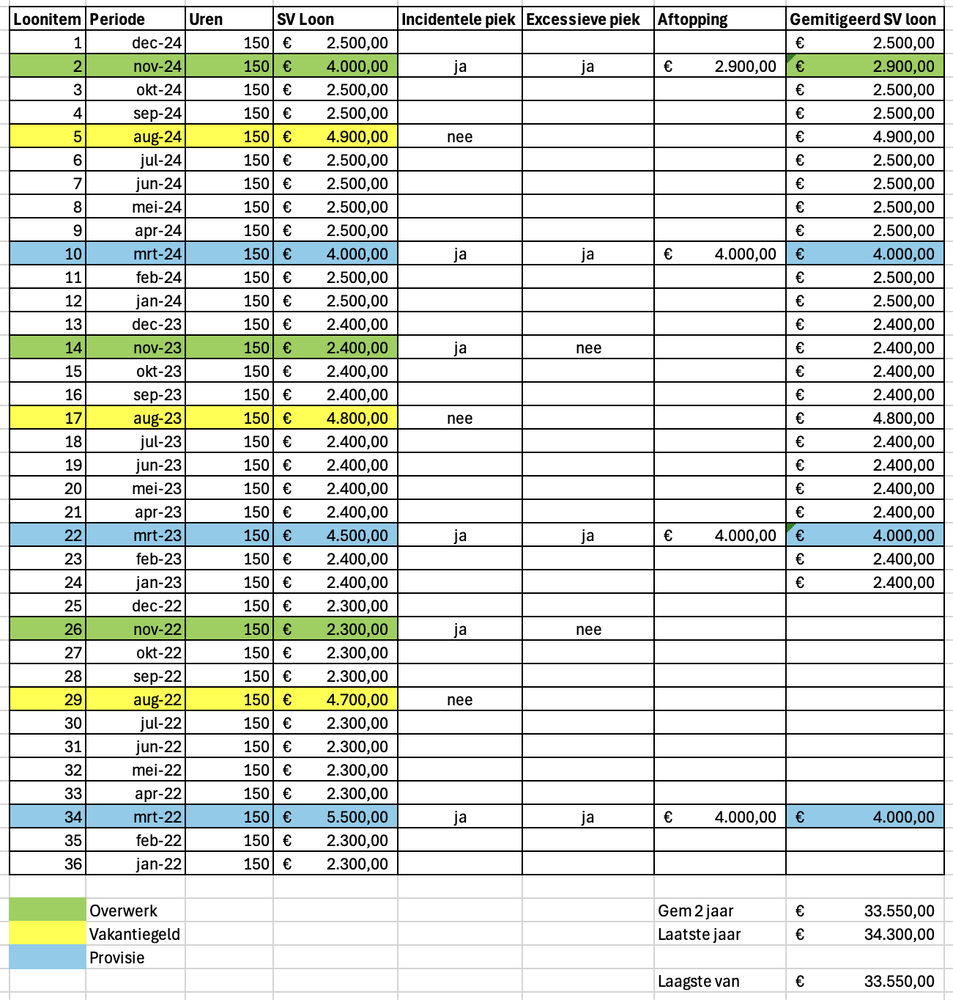 Loonitem Periode Uren SV Loon Incidentele piek Excessieve piek Aftopping Gemitigeerd SV loon
1 dec-24 150 € 2.500,00 € 2.500,00
2 nov-24 150 € 4.000,00 ja ja € 2.900,00 € 2.900,00
3 okt-24 150 € 2.500,00 € 2.500,00
4 sep-24 150 € 2.500,00 € 2.500,00
5 aug-24 150 € 4.900,00 nee € 4.900,00
6 jul-24 150 € 2.500,00 € 2.500,00
7 jun-24 150 € 2.500,00 € 2.500,00
8 mei-24 150 € 2.500,00 € 2.500,00
9 apr-24 150 € 2.500,00 € 2.500,00
10 mrt-24 150 € 4.000,00 ja ja € 4.000,00 € 4.000,00
11 feb-24 150 € 2.500,00 € 2.500,00
12 jan-24 150 € 2.500,00 € 2.500,00
13 dec-23 150 € 2.400,00 € 2.400,00
14 nov-23 150 € 2.400,00 ja nee € 2.400,00
15 okt-23 150 € 2.400,00 € 2.400,00
16 sep-23 150 € 2.400,00 € 2.400,00
17 aug-23 150 € 4.800,00 nee € 4.800,00
18 jul-23 150 € 2.400,00 € 2.400,00
19 jun-23 150 € 2.400,00 € 2.400,00
20 mei-23 150 € 2.400,00 € 2.400,00
21 apr-23 150 € 2.400,00 € 2.400,00
22 mrt-23 150 € 4.500,00 ja ja € 4.000,00 € 4.000,00
23 feb-23 150 € 2.400,00 € 2.400,00
24 jan-23 150 € 2.400,00 € 2.400,00
25 dec-22 150 € 2.300,00
26 nov-22 150 € 2.300,00 ja nee
27 okt-22 150 € 2.300,00
28 sep-22 150 € 2.300,00
29 aug-22 150 € 4.700,00 nee
30 jul-22 150 € 2.300,00
31 jun-22 150 € 2.300,00
32 mei-22 150 € 2.300,00
33 apr-22 150 € 2.300,00
34 mrt-22 150 € 5.500,00 ja ja € 4.000,00 € 4.000,00
35 feb-22 150 € 2.300,00
36 jan-22 150 € 2.300,00
Overwerk Gem 2 jaar € 33.550,00
Vakantiegeld Laatste jaar € 34.300,00
Provisie
Laagste van € 33.550,00